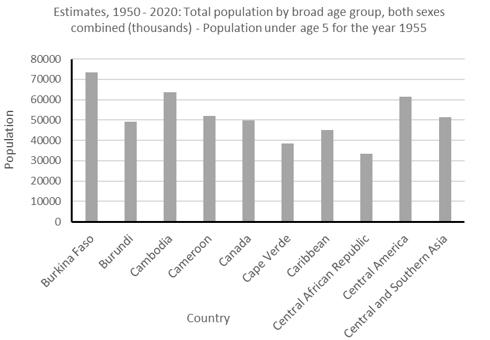 Estimates, 1950 - 2020: Total population by broad age group, both sexes
combined (thousands) - Population under age 5 for the year 1955
80000
70000
60000
50000
40000
30000
20000
10000
0
Population
Burkina Faso
Burundi
Cambodia
Cameroon
Canada
Cape Verde
Caribbean
Central African Republic
Central America
Central and Southern Asia
Country